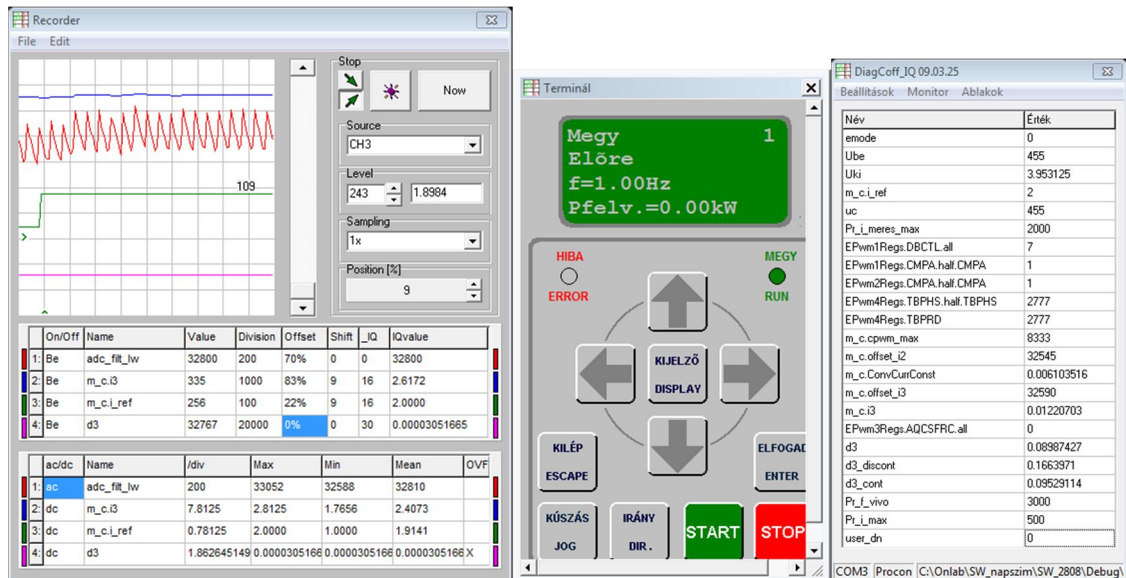 Recorder
File Edit
109
Stop
Now
Source
CH3
Level
243 1.8984
Sampling
1x
Position [%]
9
On/Off Name Value Division Offset Shift _IQ IQvalue
1: Be adc_filt_lw 32800 200 70% 0 0 32800
2: Be m_c.i3 335 1000 83% 9 16 2.6172
3: Be m_c.i_ref 256 100 22% 9 16 2.0000
4: Be d3 32767 20000 0% 0 30 0.00003051665
ac/dc Name /div Max Min Mean OVF
1: ac adc_filt_lw 200 33052 32588 32810
2: dc m_c.i3 7.8125 2.8125 1.7656 2.4073
3: dc m_c.i_ref 0.78125 2.0000 1.0000 1.9141
4: dc d3 1.862645149 0.0000305166 0.0000305166 0.0000305166 X
Terminál
Megy 1
Elõre
f=1.00Hz
Pfelv.=0.00kW
HIBA
ERROR
MEGY
RUN
KIJELZŐ
DISPLAY
KILÉP
ESCAPE
ELFOGAD
ENTER
KÚSZÁS
JOG
IRÁNY
DIR.
START
STOP
DiagCoff_IQ 09.03.25
Beállítások Monitor Ablakok
Név Érték
emode 0
Ube 455
Uki 3.953125
m_c.i_ref 2
uc 455
Pr_i_meres_max 2000
EPwm1Regs.DBCTL.all 7
EPwm1Regs.CMPA.half.CMPA 1
EPwm2Regs.CMPA.half.CMPA 1
EPwm4Regs.TBPHS.half.TBPHS 2777
EPwm4Regs.TBPRD 2777
m_c.cpwm_max 8333
m_c.offset_i2 32545
m_c.ConvCurrConst 0.006103516
m_c.offset_i3 32590
m_c.i3 0.01220703
EPwm3Regs.AQCSFRC.all 0
d3 0.08987427
d3_discont 0.1663971
d3_cont 0.09529114
Pr_f_vivo 3000
Pr_i_max 500
user_dn 0
COM3 Procon C:\Onlab\SW_napszim\SW_2808\Debug\